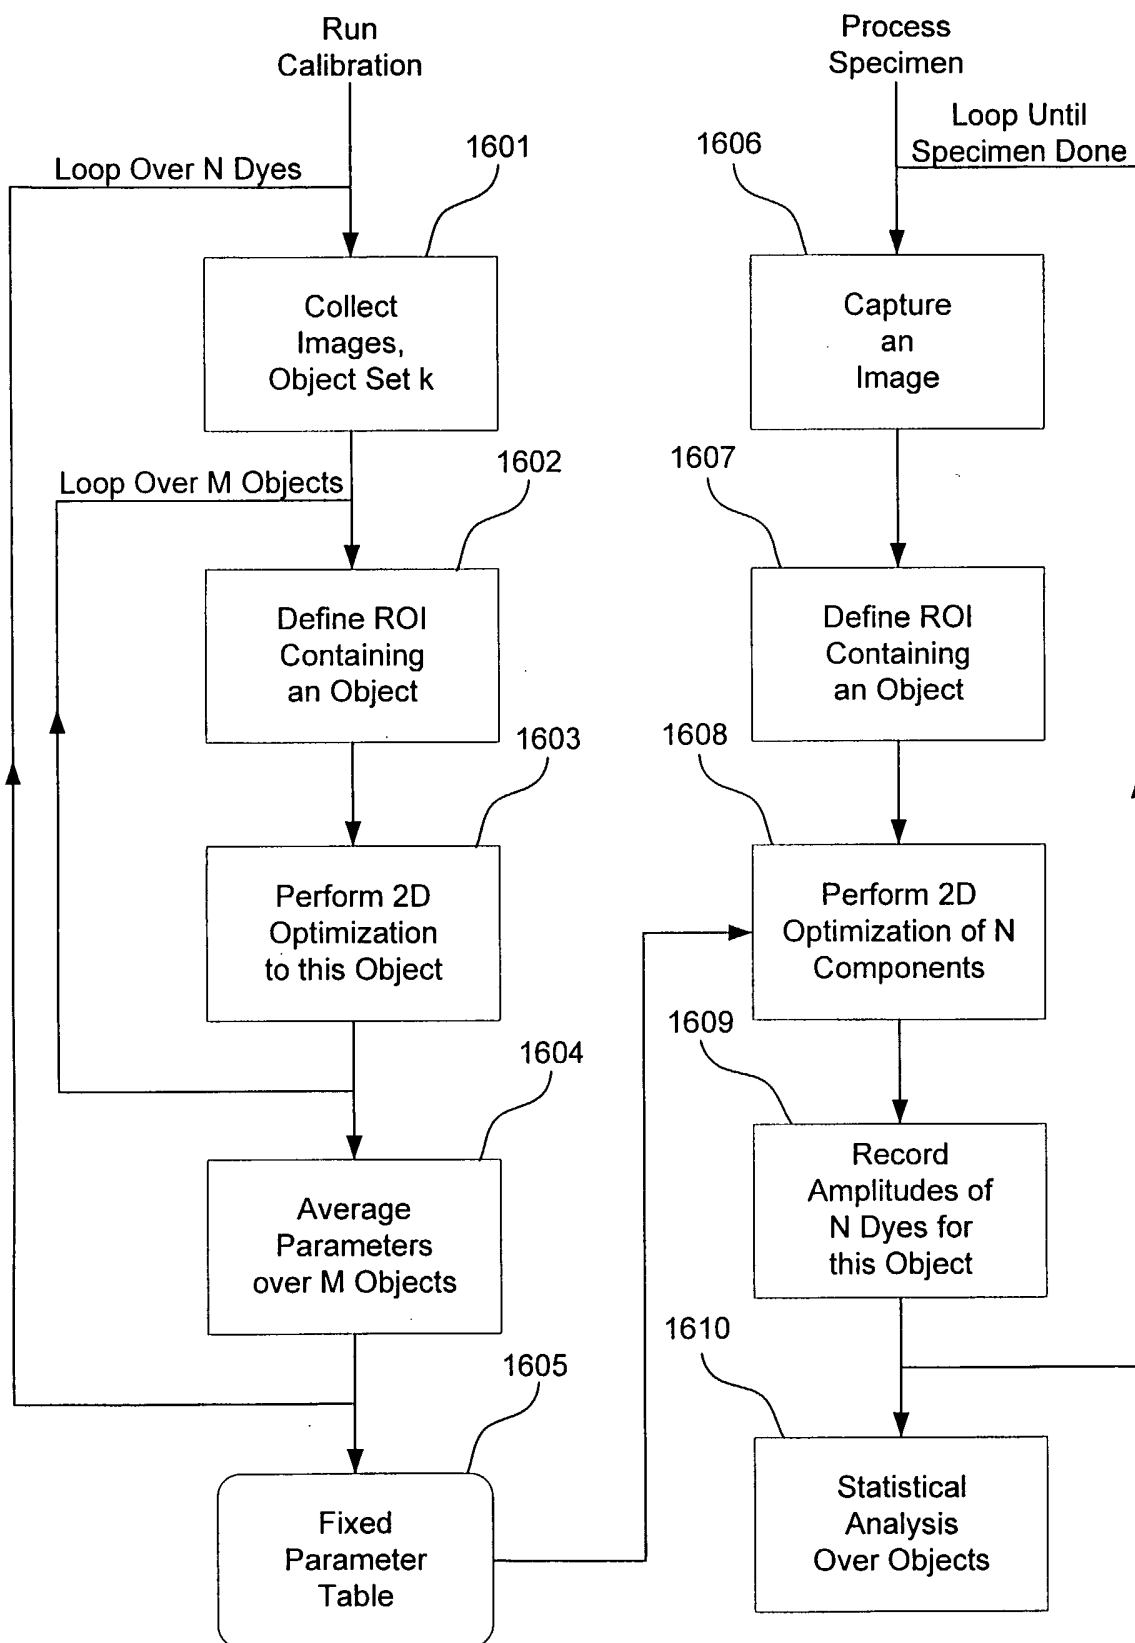 Run
Calibration
Loop Over N Dyes
1601
Collect
Images,
Object Set k
Loop Over M Objects
1602
Define ROI
Containing
an Object
1603
Perform 2D
Optimization
to this Object
1604
Average
Parameters
over M Objects
1605
Fixed
Parameter
Table
Process
Specimen
Loop Until
Specimen Done
1606
Capture
an
Image
1607
Define ROI
Containing
an Object
1608
Perform 2D
Optimization of N
Components
1609
Record
Amplitudes of
N Dyes for
this Object
1610
Statistical
Analysis
Over Objects